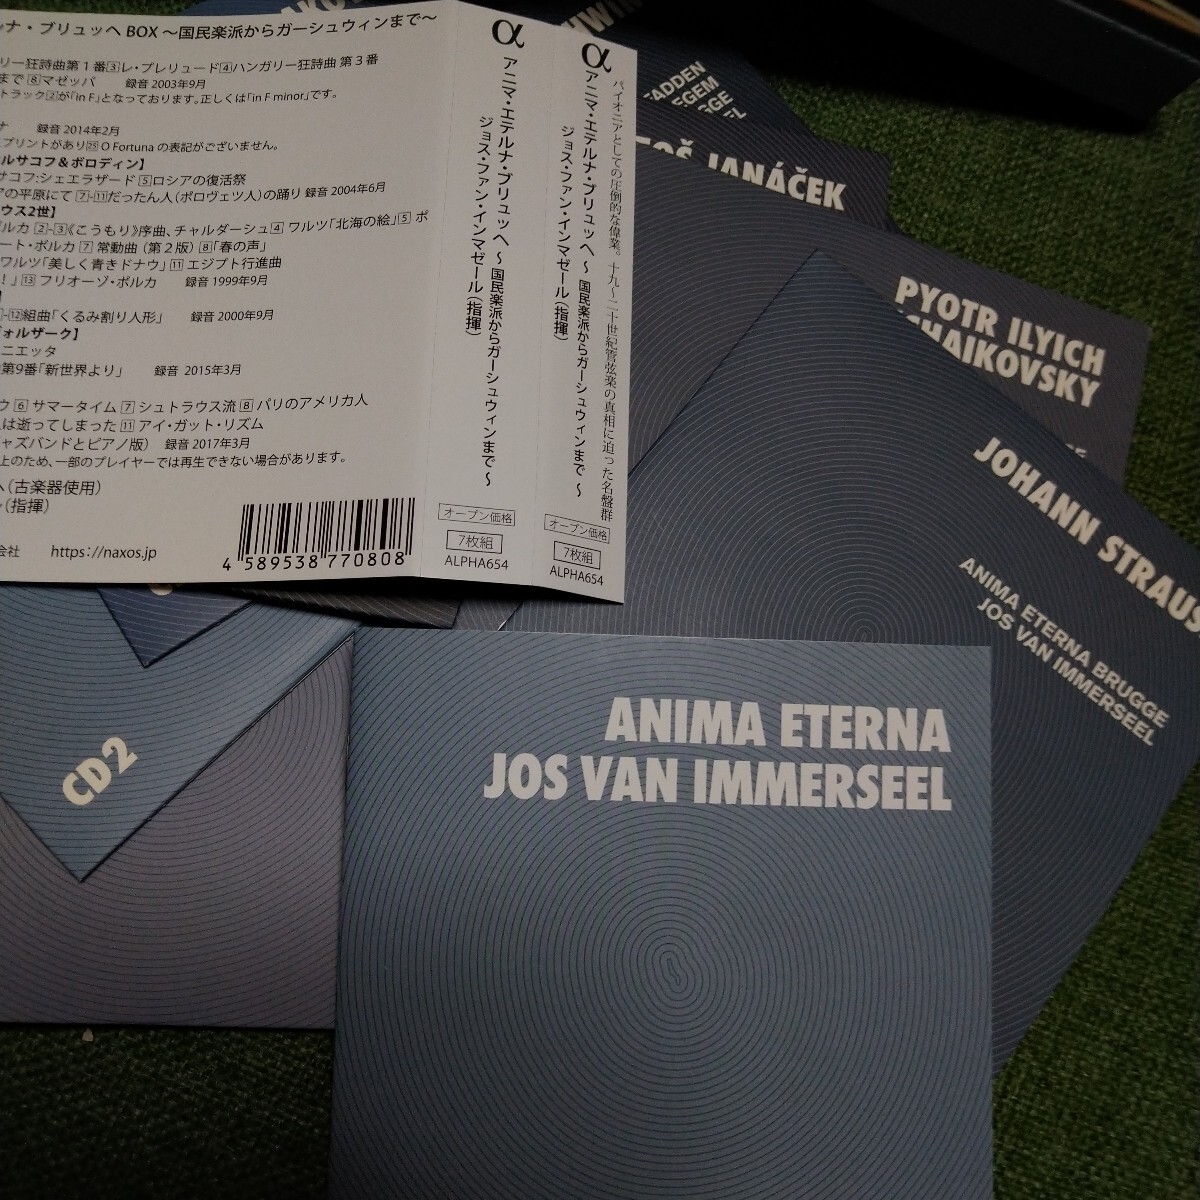 ルナ・ブリュッヘ BOX ～国民楽派からガーシュウィンまで～
リー狂詩曲第1番③レ・プレリュード④ハンガリー狂詩曲 第3番
まで ⑧マゼッパ　録音 2003年9月
トラック②が「in F」となっております。正しくは「in F minor」です。
ナ　録音 2014年2月
スプリントがあり㉕O Fortuna の表記がございません。
ルサコフ＆ボロディン】
サコフ:シェエラザード ⑤ロシアの復活祭
アの平原にて ⑦-⑪だったん人(ポロヴェツ人)の踊り 録音 2004年6月
ウス2世】
ポルカ ②-③《こうもり》序曲、チャルダーシュ④ ワルツ「北海の絵」⑤ ポ
ート・ポルカ ⑦ 常動曲 (第2版) ⑧「春の声」
ワルツ「美しく青きドナウ」⑪ エジプト行進曲
！」⑬ フリオーゾ・ポルカ　録音 1999年9月
-⑫組曲「くるみ割り人形」　録音 2000年9月
ヴォルザーク】
ニエッタ
第9番「新世界より」　録音 2015年3月
ウ ⑥ サマータイム ⑦ シュトラウス流 ⑧ パリのアメリカ人
は逝ってしまった ⑪ アイ・ガット・リズム
ャズバンドとピアノ版)　録音 2017年3月
上のため、一部のプレイヤーでは再生できない場合があります。
ヘ(古楽器使用)
(指揮)
会社　https://naxos.jp
4 589538 770808
α
アニマ・エテルナ・ブリュッヘ ～ 国民楽派からガーシュウィンまで ～
ジョス・ファン・インマゼール(指揮)
オープン価格
7枚組
ALPHA654
α
パイオニアとしての圧倒的な偉業。十九～二十世紀管弦楽の真相に迫った名盤群
アニマ・エテルナ・ブリュッヘ ～ 国民楽派からガーシュウィンまで ～
ジョス・ファン・インマゼール(指揮)
オープン価格
7枚組
ALPHA654
JANÁČEK
PYOTR ILYICH
JOHANN STRAUS
ANIMA ETERNA BRUGGE
JOS VAN IMMERSEEL
CD2
ANIMA ETERNA
JOS VAN IMMERSEEL